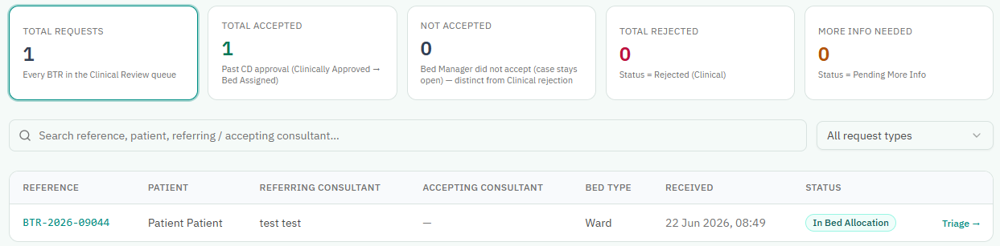 TOTAL REQUESTS
1
Every BTR in the Clinical Review queue
TOTAL ACCEPTED
1
Past CD approval (Clinically Approved →
Bed Assigned)
NOT ACCEPTED
0
Bed Manager did not accept (case stays
open) — distinct from Clinical rejection
TOTAL REJECTED
0
Status = Rejected (Clinical)
MORE INFO NEEDED
0
Status = Pending More Info
Search reference, patient, referring / accepting consultant...
All request types
REFERENCE PATIENT REFERRING CONSULTANT ACCEPTING CONSULTANT BED TYPE RECEIVED STATUS
BTR-2026-09044 Patient Patient test test — Ward 22 Jun 2026, 08:49 In Bed Allocation Triage →